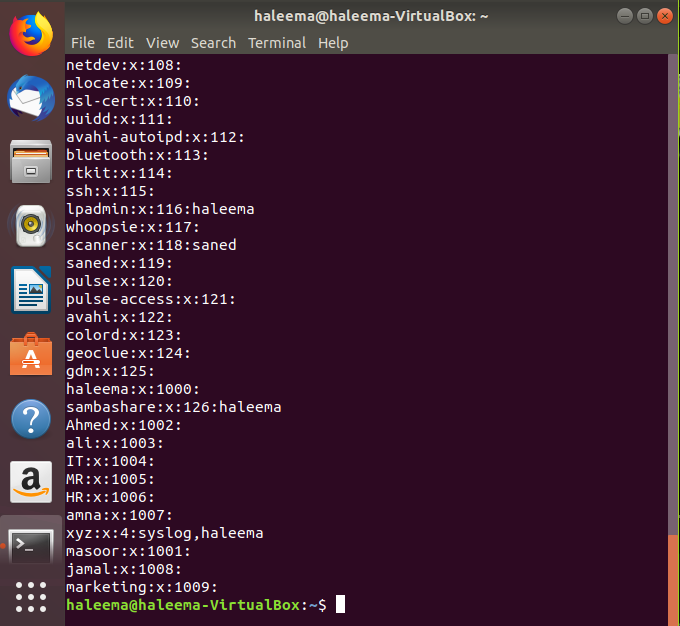 haleema@haleema-VirtualBox: ~
File Edit View Search Terminal Help
netdev:x:108:
mlocate:x:109:
ssl-cert:x:110:
uuidd:x:111:
avahi-autoipd:x:112:
bluetooth:x:113:
rtkit:x:114:
ssh:x:115:
lpadmin:x:116:haleema
whoopsie:x:117:
scanner:x:118:saned
saned:x:119:
pulse:x:120:
pulse-access:x:121:
avahi:x:122:
colord:x:123:
geoclue:x:124:
gdm:x:125:
haleema:x:1000:
sambashare:x:126:haleema
Ahmed:x:1002:
ali:x:1003:
IT:x:1004:
MR:x:1005:
HR:x:1006:
amna:x:1007:
xyz:x:4:syslog,haleema
masoor:x:1001:
jamal:x:1008:
marketing:x:1009:
haleema@haleema-VirtualBox:~$